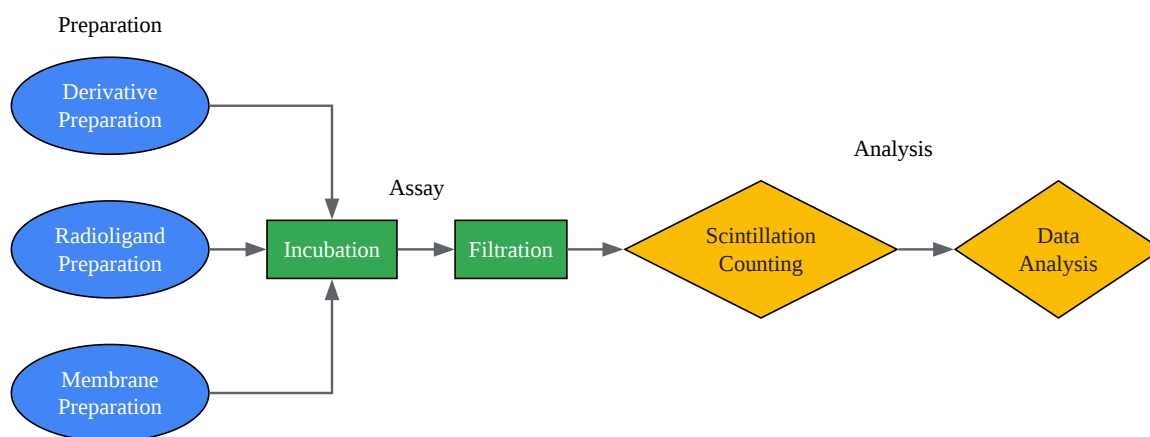 Preparation
Derivative
Preparation
Radioligand
Preparation
Membrane
Preparation
Assay
Incubation
Filtration
Analysis
Scintillation
Counting
Data
Analysis